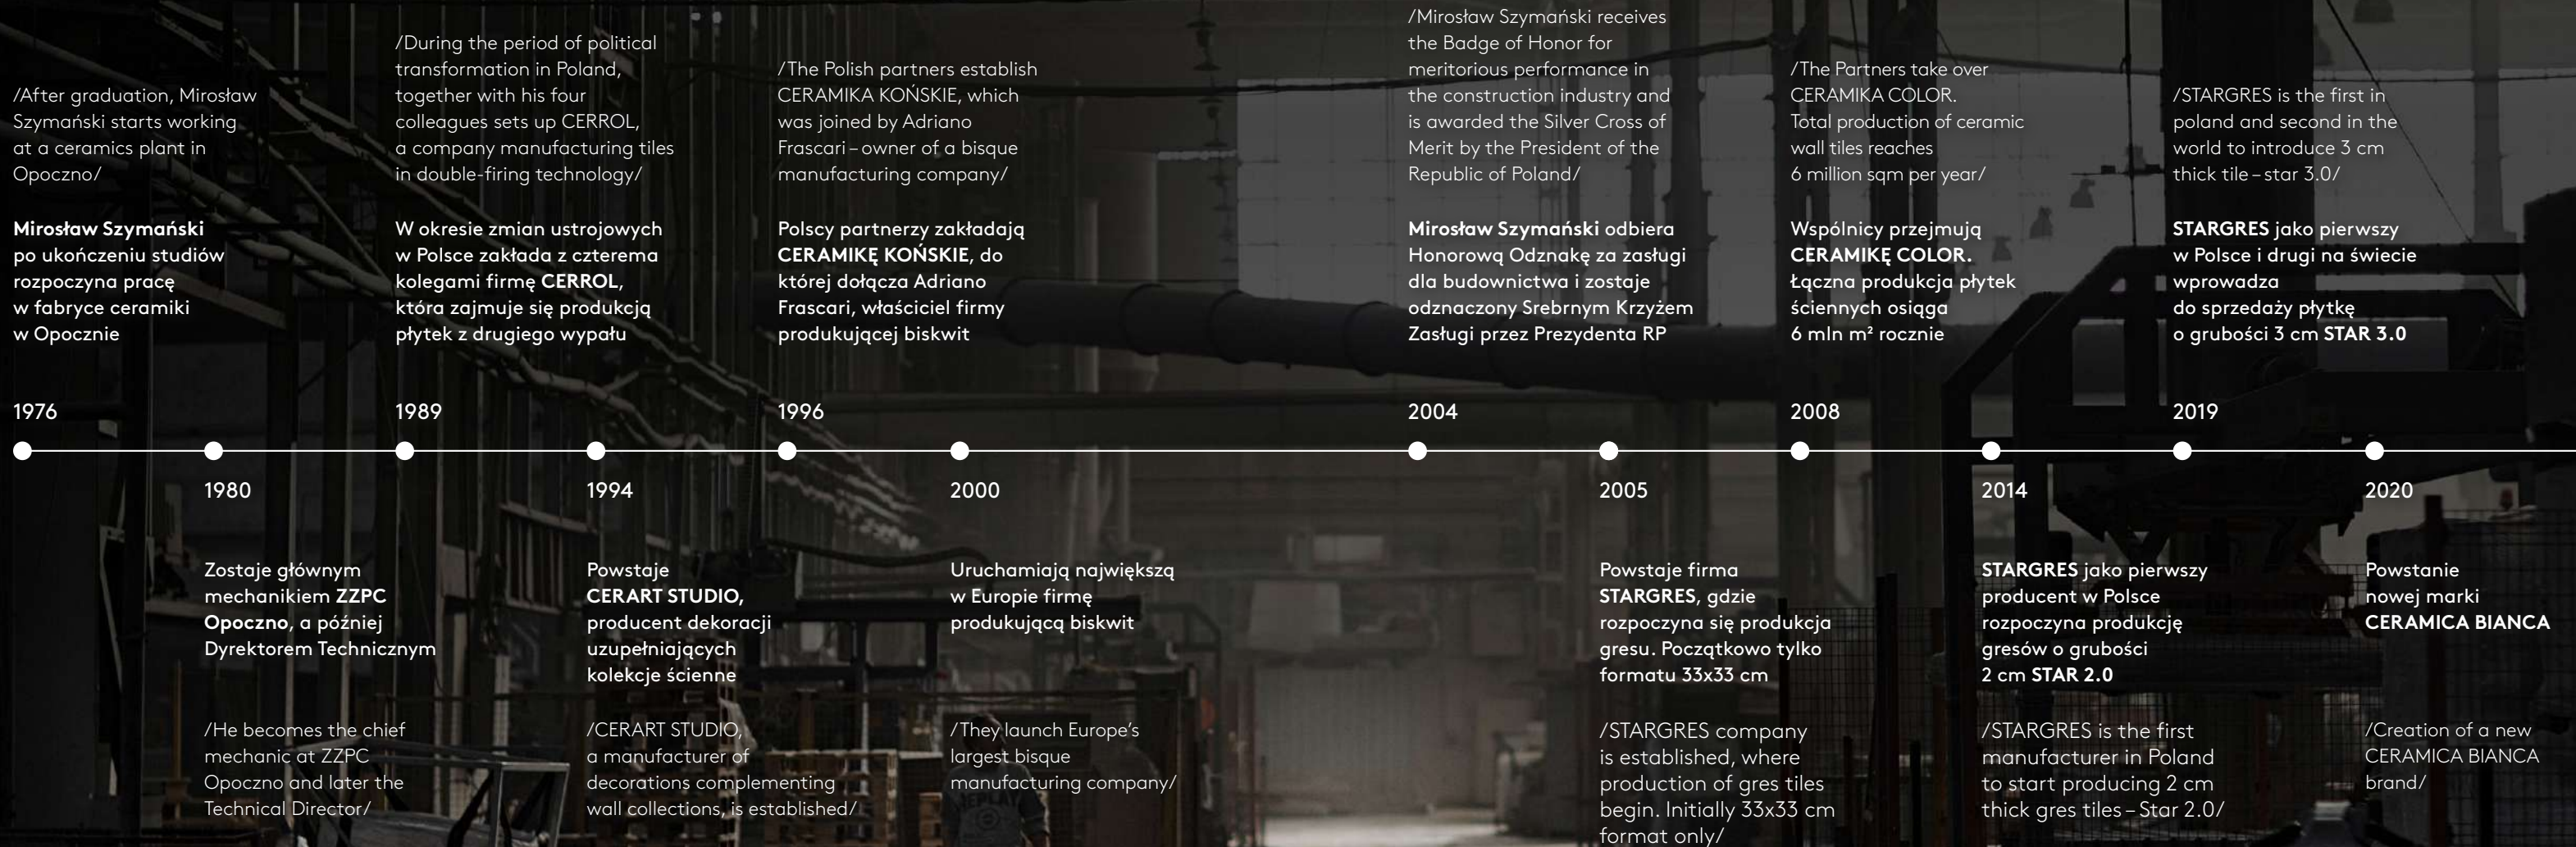 /After graduation, Mirosław
Szymański starts working
at a ceramics plant in
Opoczno/
Mirosław Szymański
po ukończeniu studiów
rozpoczyna pracę
w fabryce ceramiki
w Opocznie
1976
1980
Zostaje głównym
mechanikiem ZZPC
Opoczno, a później
Dyrektorem Technicznym
/He becomes the chief
mechanic at ZZPC
Opoczno and later the
Technical Director/
/During the period of political
transformation in Poland,
together with his four
colleagues sets up CERROL,
a company manufacturing tiles
in double-firing technology/
W okresie zmian ustrojowych
w Polsce zakłada z czterema
kolegami firmę CERROL,
która zajmuje się produkcją
płytek z drugiego wypału
1989
1994
Powstaje
CERART STUDIO,
producent dekoracji
uzupełniających
kolekcje ścienne
/CERART STUDIO,
a manufacturer of
decorations complementing
wall collections, is established/
/The Polish partners establish
CERAMIKA KOŃSKIE, which
was joined by Adriano
Frascari – owner of a bisque
manufacturing company/
Polscy partnerzy zakładają
CERAMIKĘ KOŃSKIE, do
której dołącza Adriano
Frascari, właściciel firmy
produkującej biskwit
1996
2000
Uruchamiają największą
w Europie firmę
produkującą biskwit
/They launch Europe’s
largest bisque
manufacturing company/
/Mirosław Szymański receives
the Badge of Honor for
meritorious performance in
the construction industry and
is awarded the Silver Cross of
Merit by the President of the
Republic of Poland/
Mirosław Szymański odbiera
Honorową Odznakę za zasługi
dla budownictwa i zostaje
odznaczony Srebrnym Krzyżem
Zasługi przez Prezydenta RP
2004
2005
Powstaje firma
STARGRES, gdzie
rozpoczyna się produkcja
gresu. Początkowo tylko
formatu 33x33 cm
/STARGRES company
is established, where
production of gres tiles
begin. Initially 33x33 cm
format only/
/The Partners take over
CERAMIKA COLOR.
Total production of ceramic
wall tiles reaches
6 million sqm per year/
Wspólnicy przejmują
CERAMIKĘ COLOR.
Łączna produkcja płytek
ściennych osiąga
6 mln m² rocznie
2008
2014
STARGRES jako pierwszy
producent w Polsce
rozpoczyna produkcję
gresów o grubości
2 cm STAR 2.0
/STARGRES is the first
manufacturer in Poland
to start producing 2 cm
thick gres tiles – Star 2.0/
/STARGRES is the first in
poland and second in the
world to introduce 3 cm
thick tile – star 3.0/
STARGRES jako pierwszy
w Polsce i drugi na świecie
wprowadza
do sprzedaży płytkę
o grubości 3 cm STAR 3.0
2019
2020
Powstanie
nowej marki
CERAMICA BIANCA
/Creation of a new
CERAMICA BIANCA
brand/